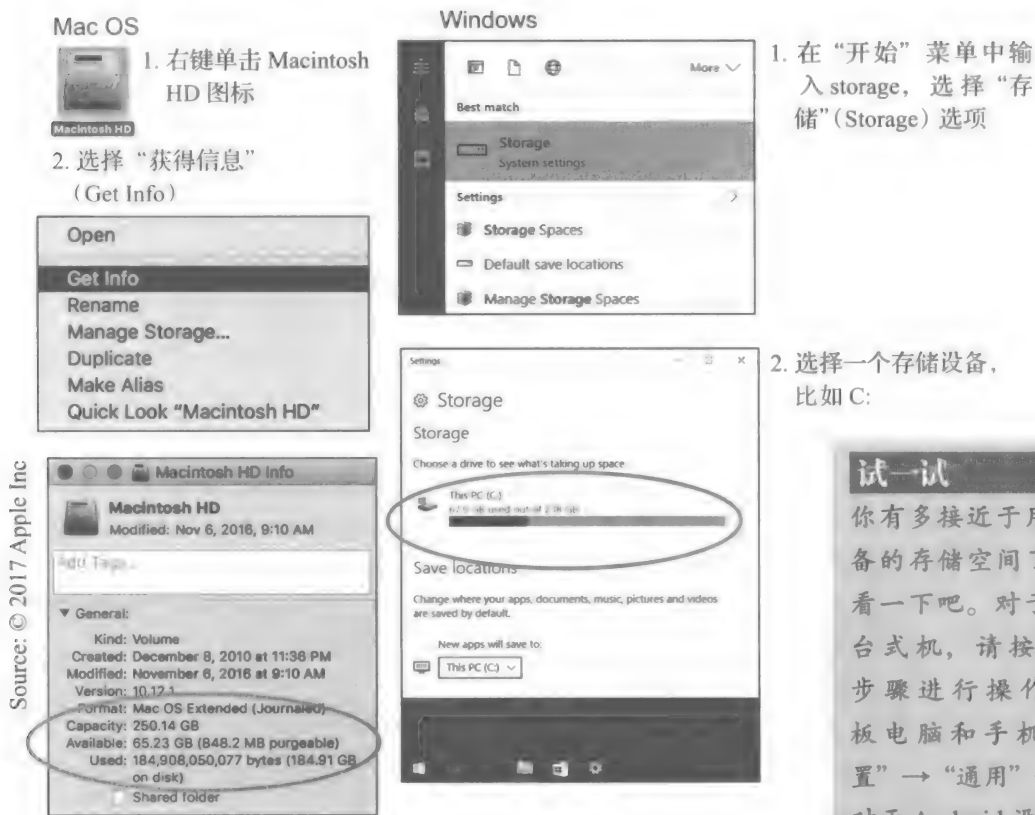 Mac OS
Macintosh HD
1. 右键单击 Macintosh
HD 图标
2. 选择“获得信息”
(Get Info)
Open
Get Info
Rename
Manage Storage...
Duplicate
Make Alias
Quick Look "Macintosh HD"
Source: © 2017 Apple Inc
Macintosh HD Info
Macintosh HD
Modified: Nov 6, 2016, 9:10 AM
Add Tags...
General:
Kind: Volume
Created: December 8, 2010 at 11:36 PM
Modified: November 6, 2016 at 9:10 AM
Version: 10.12.1
Format: Mac OS Extended (Journaled)
Capacity: 250.14 GB
Available: 65.23 GB (848.2 MB purgeable)
Used: 184,908,050,077 bytes (184.91 GB
on disk)
Shared folder
Windows
More
Best match
Storage
System settings
Settings
Storage Spaces
Default save locations
Manage Storage Spaces
1. 在“开始”菜单中输
入 storage，选择“存
储”(Storage) 选项
Settings
Storage
Storage
Choose a drive to see what's taking up space
This PC (C:)
GB used out of
Save locations
Change where your apps, documents, music, pictures and videos
are saved by default.
New apps will save to:
This PC (C:)
2. 选择一个存储设备，
比如 C:
试一试
你有多接近于
备的存储空间
看一下吧。对
台式机，请按
步骤进行操
板电脑和手
置”→“通用”